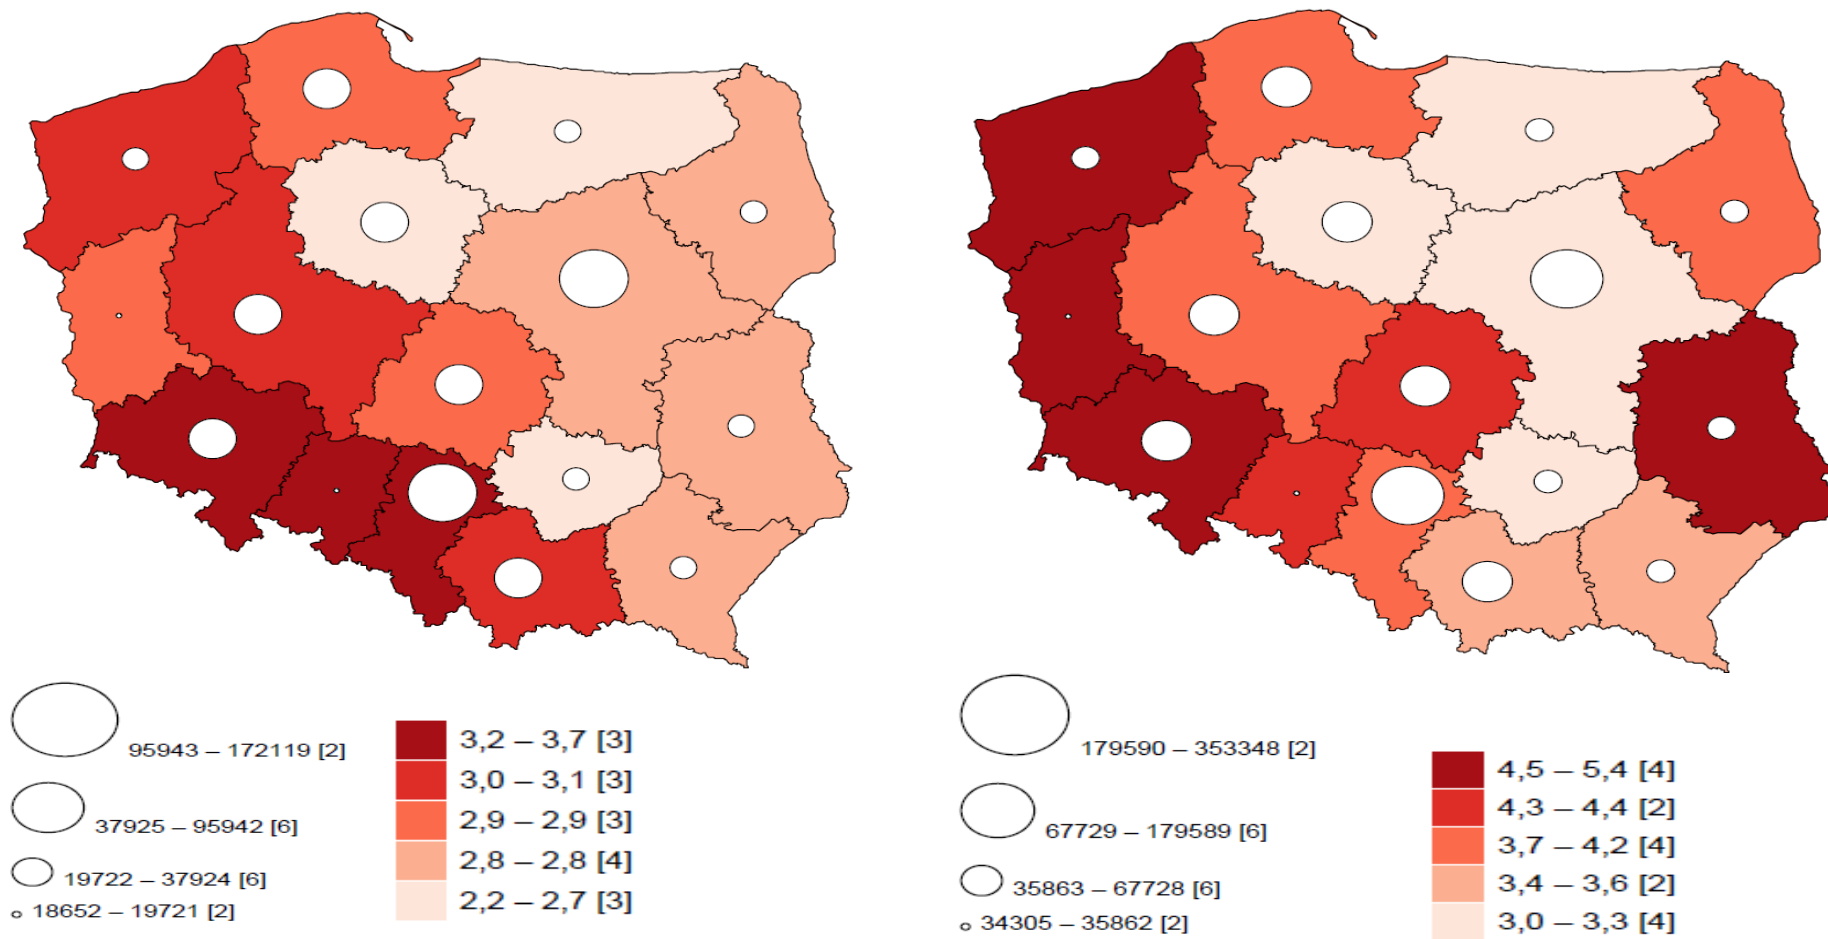 95943 – 172119 [2]
37925 – 95942 [6]
19722 – 37924 [6]
18652 – 19721 [2]
3,2 – 3,7 [3]
3,0 – 3,1 [3]
2,9 – 2,9 [3]
2,8 – 2,8 [4]
2,2 – 2,7 [3]
179590 – 353348 [2]
67729 – 179589 [6]
35863 – 67728 [6]
34305 – 35862 [2]
4,5 – 5,4 [4]
4,3 – 4,4 [2]
3,7 – 4,2 [4]
3,4 – 3,6 [2]
3,0 – 3,3 [4]